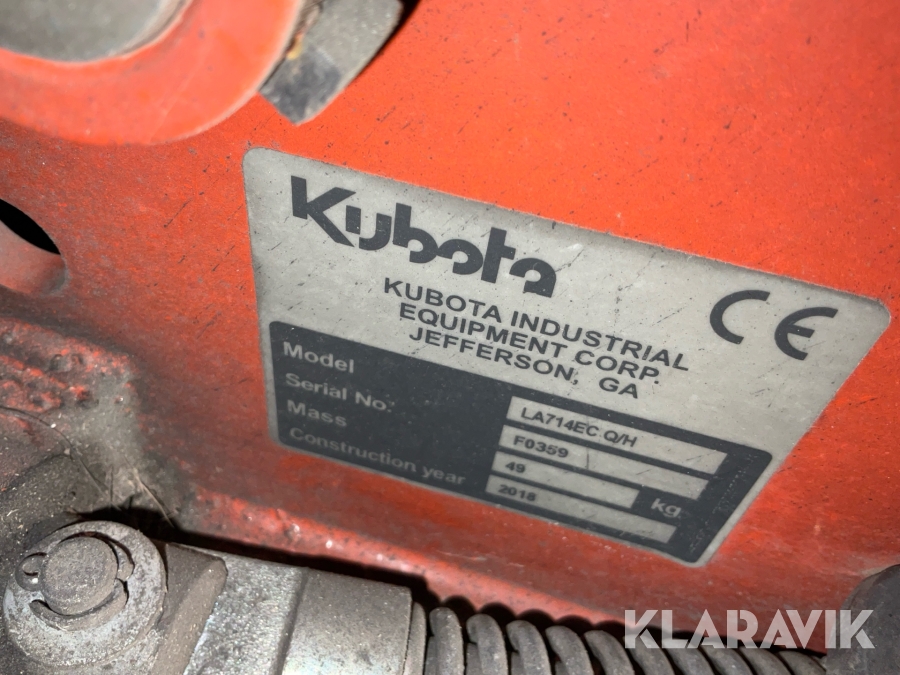 Kubota
CE
KUBOTA INDUSTRIAL
EQUIPMENT CORP.
JEFFERSON, GA
Model LA714EC Q/H
Serial No: F0359
Mass 49 kg
Construction year 2018
KLARAVIK